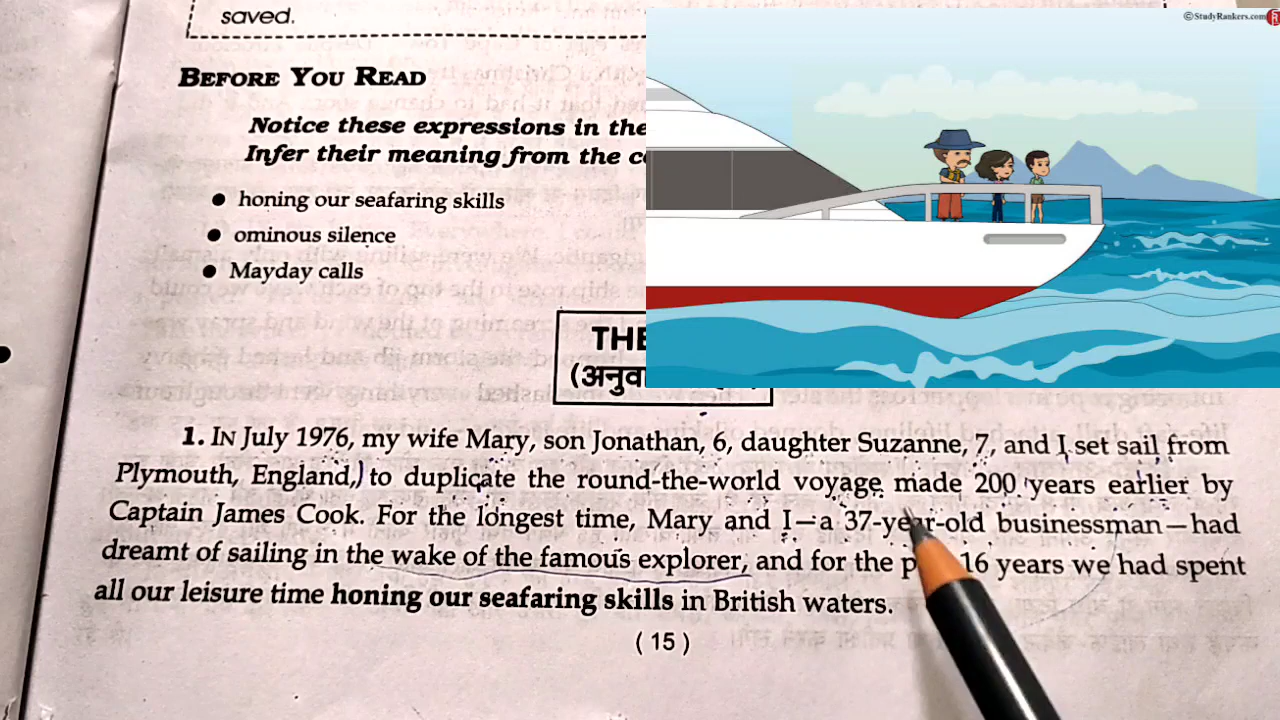 saved.
©StudyRankers.com
BEFORE YOU READ
Notice these expressions in the
Infer their meaning from the
• honing our seafaring skills
• ominous silence
• Mayday calls
THE
1. IN July 1976, my wife Mary, son Jonathan, 6, daughter Suzanne, 7, and I set sail from
Plymouth, England, to duplicate the round-the-world voyage made 200 years earlier by
Captain James Cook. For the longest time, Mary and I—a 37-year-old businessman—had
dreamt of sailing in the wake of the famous explorer, and for the 16 years we had spent
all our leisure time honing our seafaring skills in British waters.
( 15 )